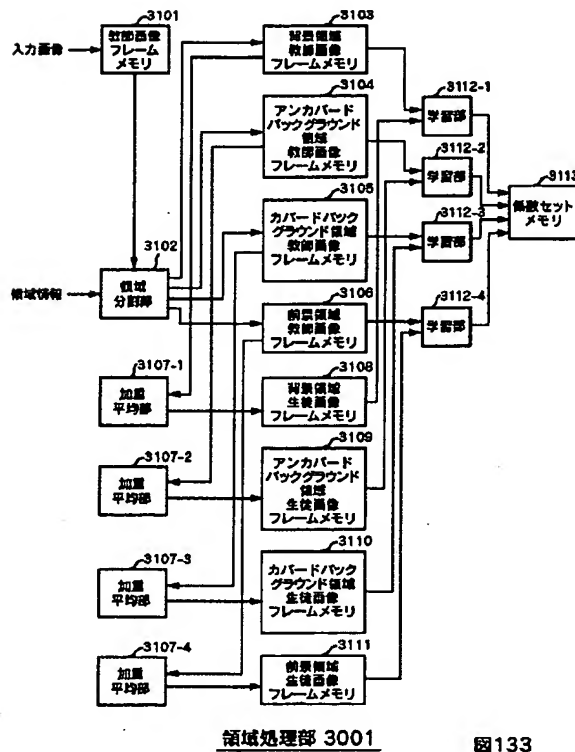 3101
教師画像
フレーム
メモリ
入力画像
3103
背景領域
教師画像
フレームメモリ
3104
アンカバード
バックグラウンド
領域
教師画像
フレームメモリ
3105
カバードバック
グラウンド領域
教師画像
フレームメモリ
3112-1
学習部
3112-2
学習部
3112-3
学習部
3112-4
学習部
3113
係数セット
メモリ
3102
領域
分割部
領域情報
3106
前景領域
教師画像
フレームメモリ
3107-1
加重
平均部
3108
背景領域
生徒画像
フレームメモリ
3107-2
加重
平均部
3109
アンカバード
バックグラウンド
領域
生徒画像
フレームメモリ
3107-3
加重
平均部
3110
カバードバック
グラウンド領域
生徒画像
フレームメモリ
3107-4
加重
平均部
3111
前景領域
生徒画像
フレームメモリ
領域処理部 3001
図133